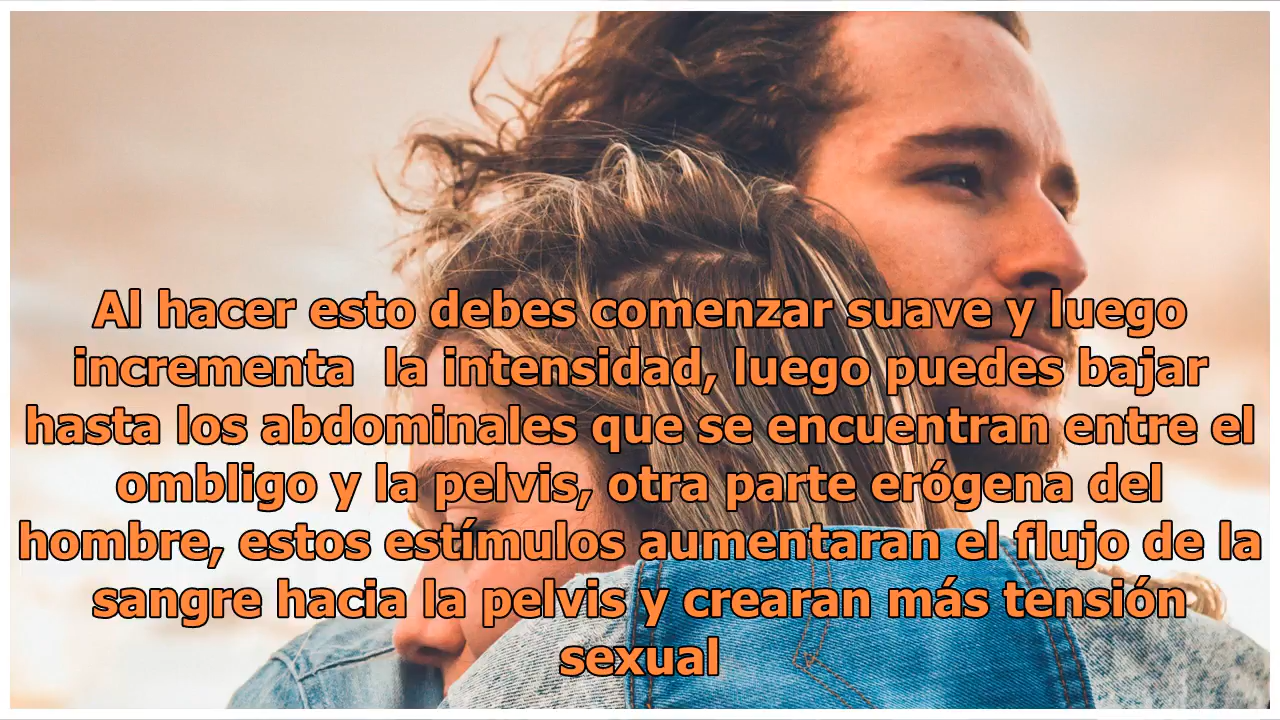 Al hacer esto debes comenzar suave y luego
incrementa  la intensidad, luego puedes bajar
hasta los abdominales que se encuentran entre el
ombligo y la pelvis, otra parte erógena del
hombre, estos estímulos aumentaran el flujo de la
sangre hacia la pelvis y crearan más tensión
sexual